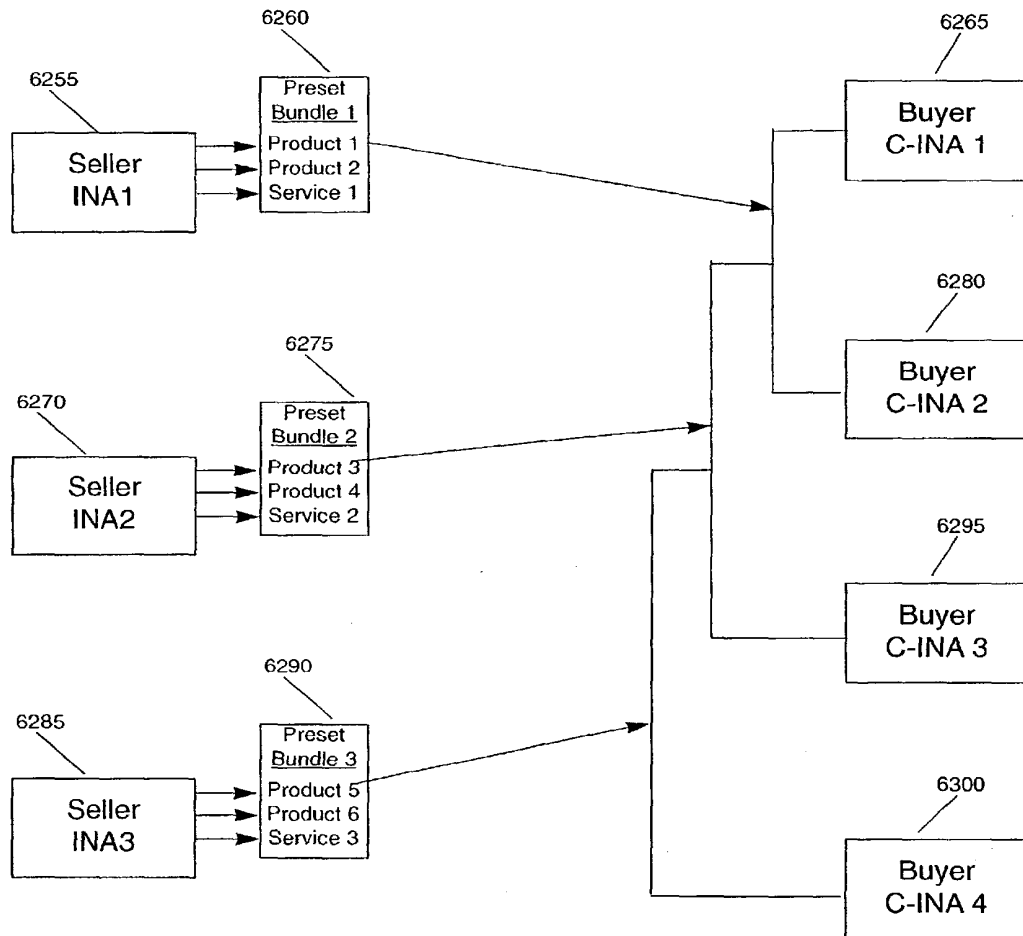 6255
Seller
INA1
6260
Preset
Bundle 1
Product 1
Product 2
Service 1
6265
Buyer
C-INA 1
6270
Seller
INA2
6275
Preset
Bundle 2
Product 3
Product 4
Service 2
6280
Buyer
C-INA 2
6285
Seller
INA3
6290
Preset
Bundle 3
Product 5
Product 6
Service 3
6295
Buyer
C-INA 3
6300
Buyer
C-INA 4